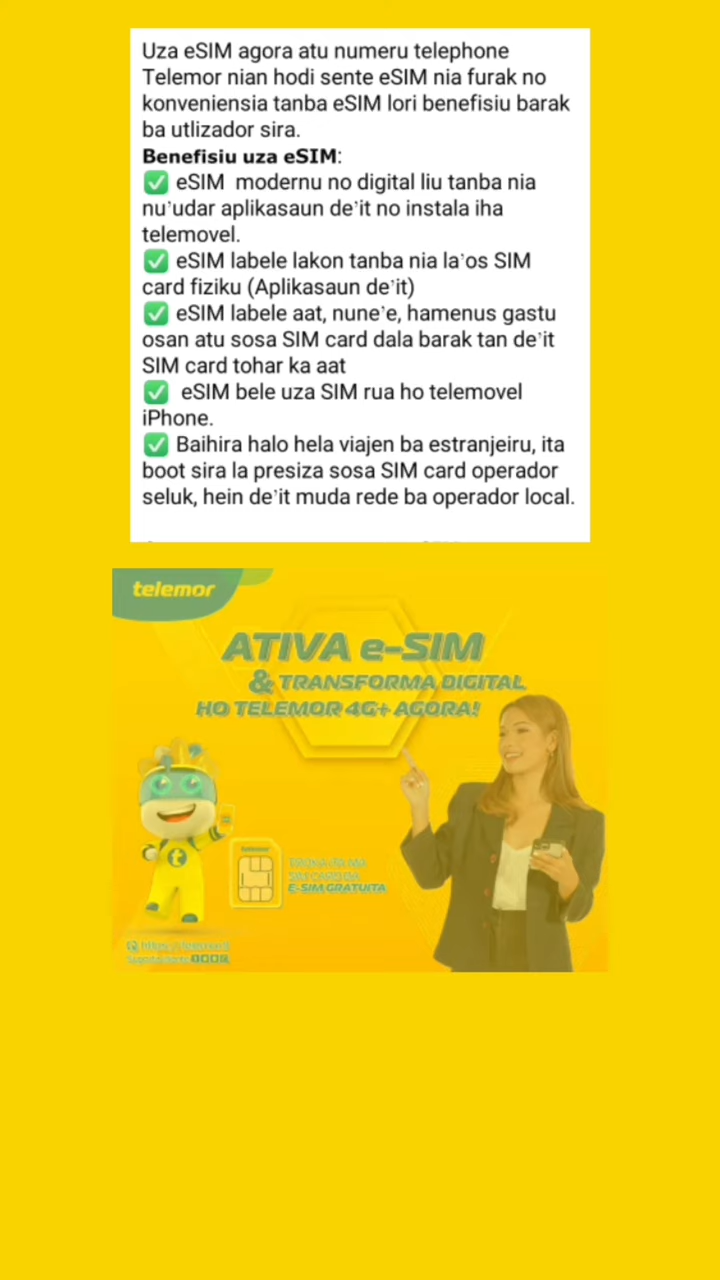 Uza eSIM agora atu numeru telephone
Telemor nian hodi sente eSIM nia furak no
konveniensia tanba eSIM lori benefisiu barak
ba utlizador sira.
Benefisiu uza eSIM:
✅ eSIM modernu no digital liu tanba nia
nu'udar aplikasaun de'it no instala iha
telemovel.
✅ eSIM labele lakon tanba nia la'os SIM
card fiziku (Aplikasaun de'it)
✅ eSIM labele aat, nune'e, hamenus gastu
osan atu sosa SIM card dala barak tan de'it
SIM card tohar ka aat
✅ eSIM bele uza SIM rua ho telemovel
iPhone.
✅ Baihira halo hela viajen ba estranjeiru, ita
boot sira la presiza sosa SIM card operador
seluk, hein de'it muda rede ba operador local.
telemor
ATIVA e-SIM
& TRANSFORMA DIGITAL
HO TELEMOR 4G+ AGORA!
SIM CARD BA
E-SIM GRATUITA